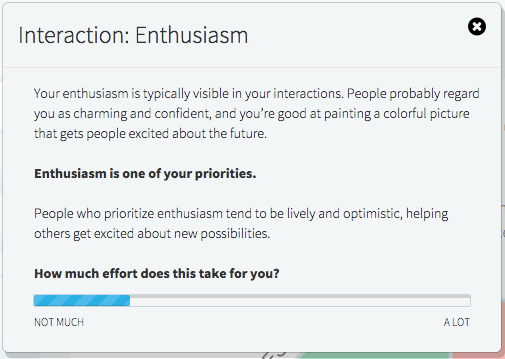 Interaction: Enthusiasm
Your enthusiasm is typically visible in your interactions. People probably regard
you as charming and confident, and you're good at painting a colorful picture
that gets people excited about the future.
Enthusiasm is one of your priorities.
People who prioritize enthusiasm tend to be lively and optimistic, helping
others get excited about new possibilities.
How much effort does this take for you?
NOT MUCH A LOT